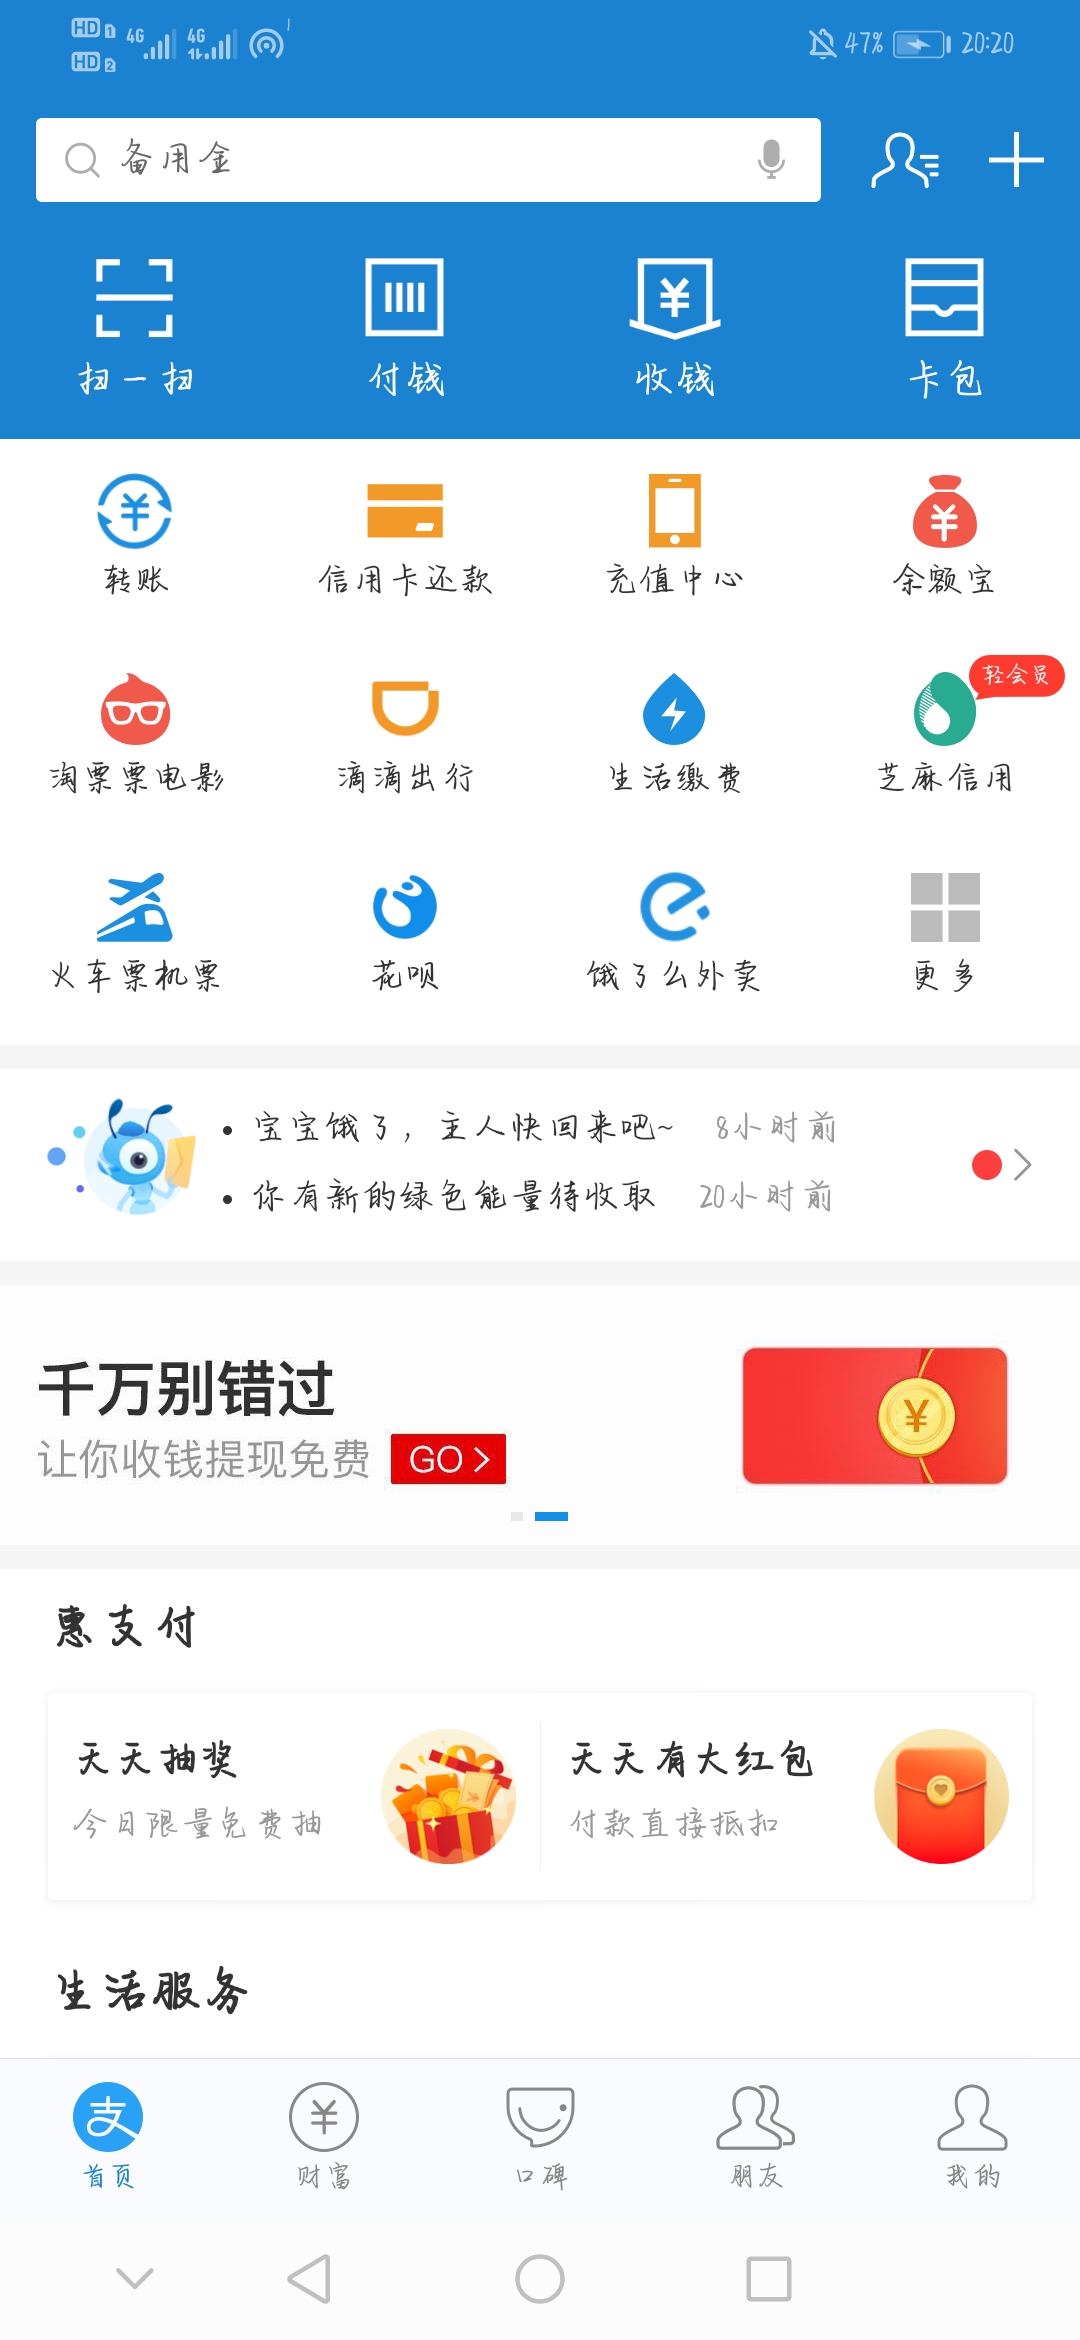 HD 1 4G 4G
HD 2
47% 20:20
备用金
扫一扫 付钱 收钱 卡包
转账 信用卡还款 充值中心 余额宝
轻会员
淘票票电影 滴滴出行 生活缴费 芝麻信用
火车票机票 花呗 饿了么外卖 更多
• 宝宝饿了，主人快回来吧~ 8小时前
• 你有新的绿色能量待收取 20小时前
千万别错过
让你收钱提现免费 GO >
惠支付
天天抽奖 天天有大红包
今日限量免费抽 付款直接抵扣
生活服务
首页 财富 口碑 朋友 我的